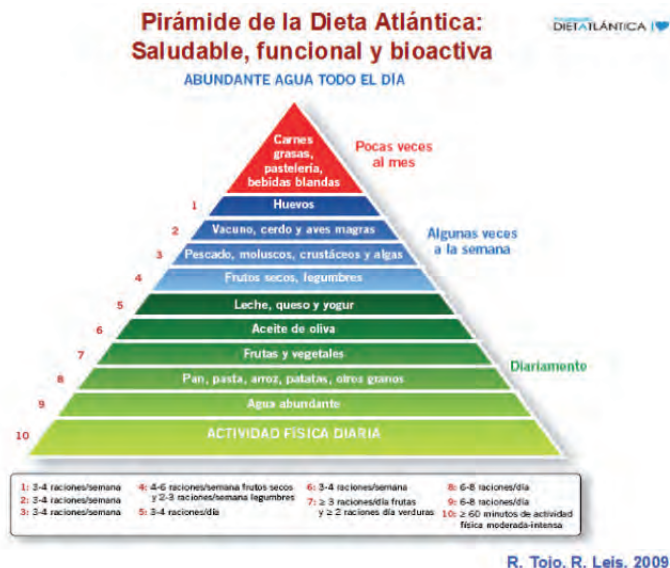 Pirámide de la Dieta Atlántica:
Saludable, funcional y bioactiva
DIETATLÁNTICA
ABUNDANTE AGUA TODO EL DÍA
Carnes
grasas,
pastelería,
bebidas blandas
Pocas veces
al mes
1 Huevos
2 Vacuno, cerdo y aves magras
3 Pescado, moluscos, crustáceos y algas
4 Frutos secos, legumbres
Algunas veces
a la semana
5 Leche, queso y yogur
6 Aceite de oliva
7 Frutas y vegetales
8 Pan, pasta, arroz, patatas, otros granos
9 Agua abundante
10 ACTIVIDAD FÍSICA DIARIA
Diariamente
1: 3-4 raciones/semana
2: 3-4 raciones/semana
3: 3-4 raciones/semana
4: 4-6 raciones/semana frutos secos
y 2-3 raciones/semana legumbres
5: 3-4 raciones/día
6: 3-4 raciones/semana
7: ≥ 3 raciones/día frutas
y ≥ 2 raciones día verduras
8: 6-8 raciones/día
9: 6-8 raciones/día
10: ≥ 60 minutos de actividad
física moderada-intensa
R. Tojo, R. Leis, 2009